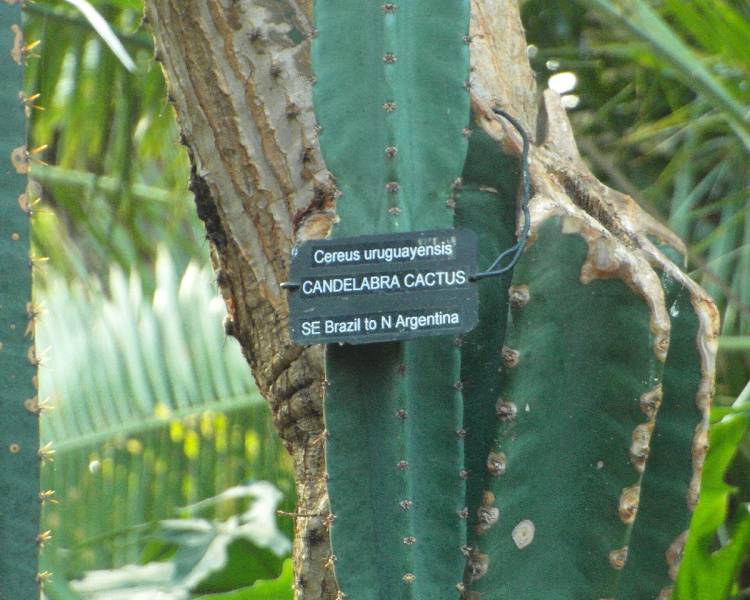 Cereus uruguayensis
CANDELABRA CACTUS
SE Brazil to N Argentina